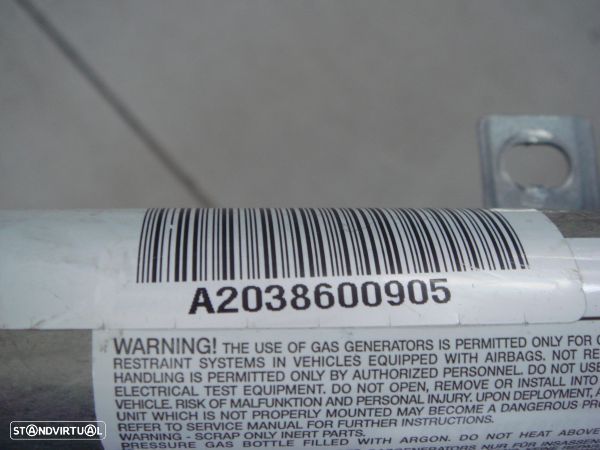 A2038600905
WARNING! THE USE OF GAS GENERATORS IS PERMITTED ONLY FOR
RESTRAINT SYSTEMS IN VEHICLES EQUIPPED WITH AIRBAGS. NOT
HANDLING IS PERMITTED ONLY BY AUTHORIZED PERSONNEL. DO NOT USE
ELECTRICAL TEST EQUIPMENT. DO NOT OPEN, REMOVE OR INSTALL INTO
VEHICLE. RISK OF MALFUNKTION AND PERSONAL INJURY. UPON DEPLOYMENT,
UNIT WHICH IS NOT PROPERLY MOUNTED MAY BECOME A DANGEROUS
REFER TO SERVICE MANUAL FOR FURTHER INSTRUCTIONS.
WARNING - SCRAP ONLY INERT PARTS.
PRESSURE GAS BOTTLE FILLED WITH ARGON. DO NOT HEAT ABOVE
NUR FÜR INSASSEN
STANDVIRTUAL